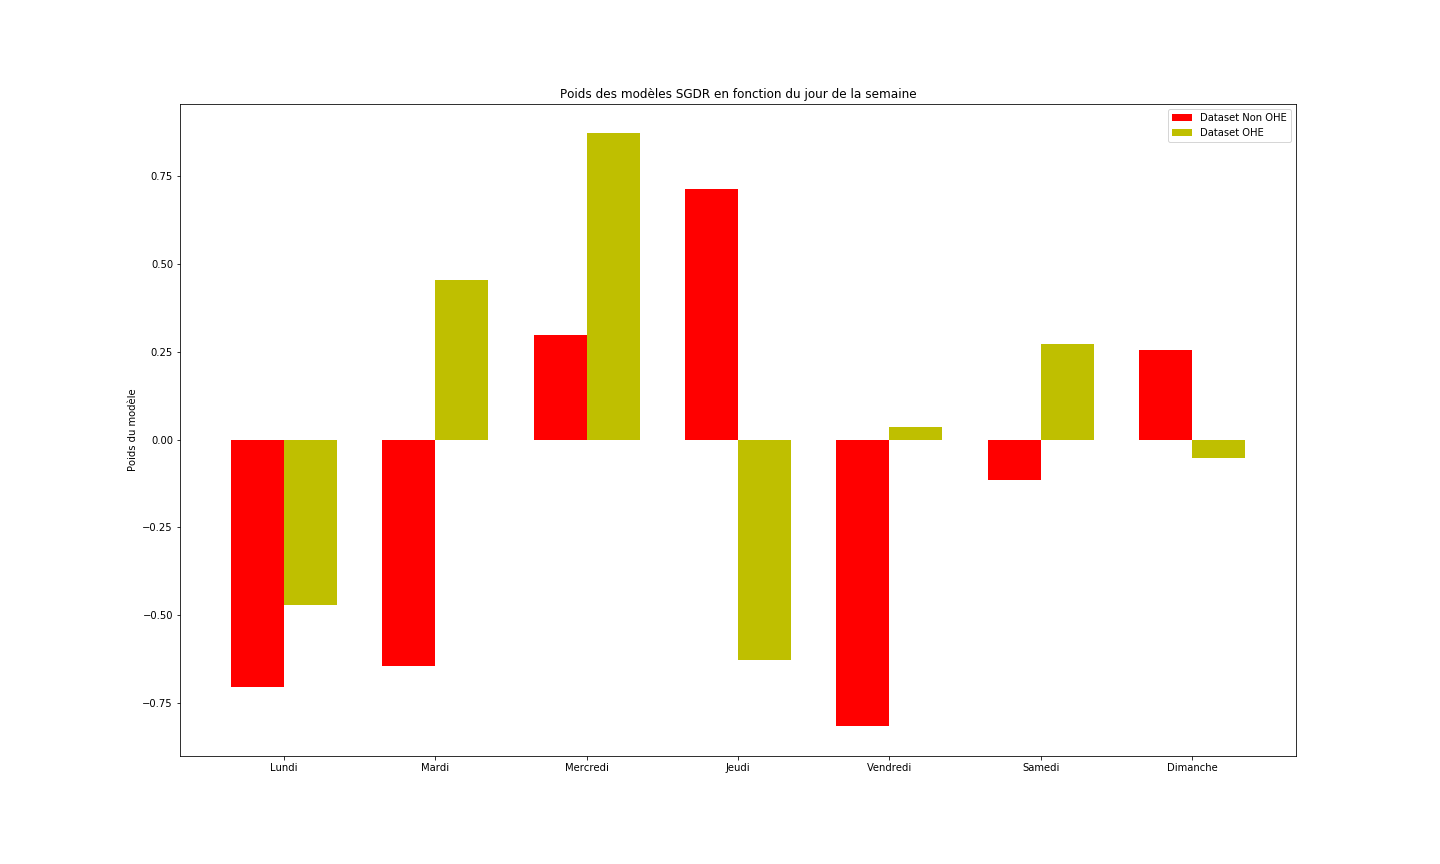 Poids des modèles SGDR en fonction du jour de la semaine
Dataset Non OHE
Dataset OHE
0.75
0.50
0.25
0.00
−0.25
−0.50
−0.75
Poids du modèle
Lundi Mardi Mercredi Jeudi Vendredi Samedi Dimanche